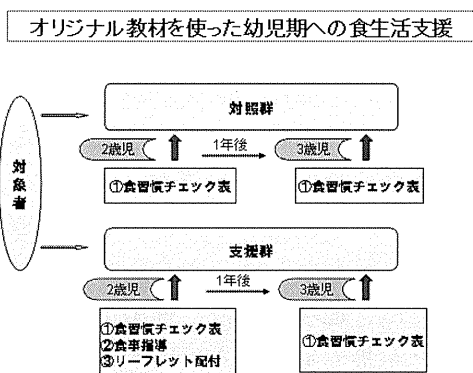 オリジナル教材を使った幼児期への食生活支援
対象者
対照群
2歳児
1年後
3歳児
①食習慣チェック表
①食習慣チェック表
支援群
2歳児
1年後
3歳児
①食習慣チェック表
②食事指導
③リーフレット配付
①食習慣チェック表